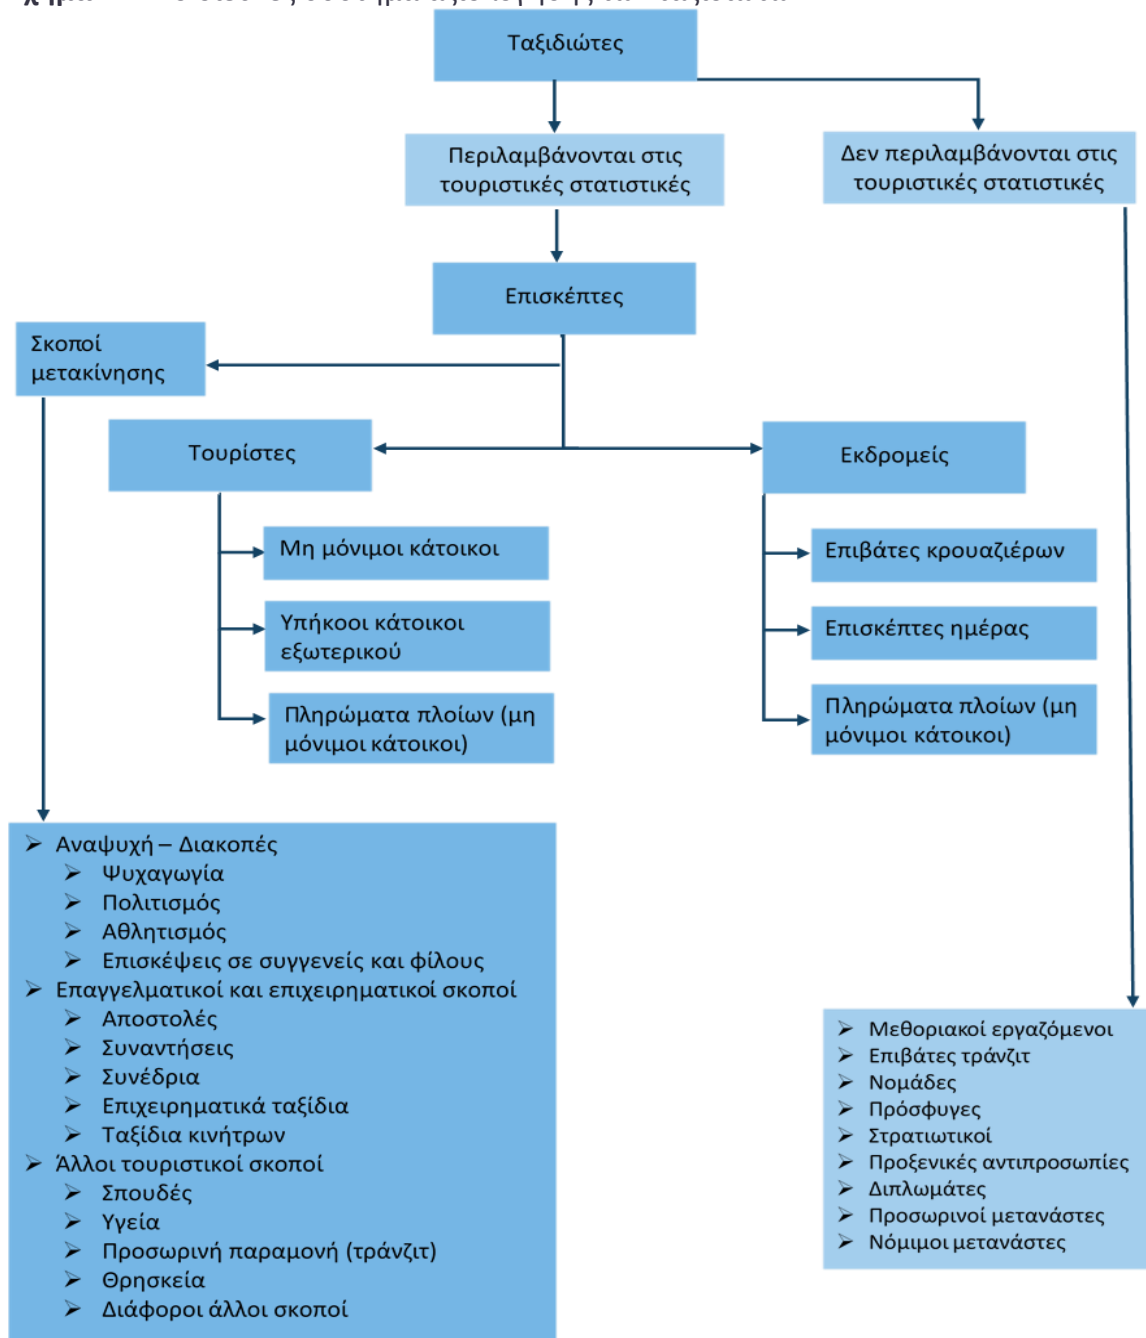 Ταξιδιώτες
Περιλαμβάνονται στις
τουριστικές στατιστικές
Δεν περιλαμβάνονται στις
τουριστικές στατιστικές
Επισκέπτες
Σκοποί
μετακίνησης
Τουρίστες
Εκδρομείς
Μη μόνιμοι κάτοικοι
Υπήκοοι κάτοικοι
εξωτερικού
Πληρώματα πλοίων (μη
μόνιμοι κάτοικοι)
Επιβάτες κρουαζιέρων
Επισκέπτες ημέρας
Πληρώματα πλοίων (μη
μόνιμοι κάτοικοι)
➢ Αναψυχή – Διακοπές
➢ Ψυχαγωγία
➢ Πολιτισμός
➢ Αθλητισμός
➢ Επισκέψεις σε συγγενείς και φίλους
➢ Επαγγελματικοί και επιχειρηματικοί σκοποί
➢ Αποστολές
➢ Συναντήσεις
➢ Συνέδρια
➢ Επιχειρηματικά ταξίδια
➢ Ταξίδια κινήτρων
➢ Άλλοι τουριστικοί σκοποί
➢ Σπουδές
➢ Υγεία
➢ Προσωρινή παραμονή (τράνζιτ)
➢ Θρησκεία
➢ Διάφοροι άλλοι σκοποί
➢ Μεθοριακοί εργαζόμενοι
➢ Επιβάτες τράνζιτ
➢ Νομάδες
➢ Πρόσφυγες
➢ Στρατιωτικοί
➢ Προξενικές αντιπροσωπίες
➢ Διπλωμάτες
➢ Προσωρινοί μετανάστες
➢ Νόμιμοι μετανάστες